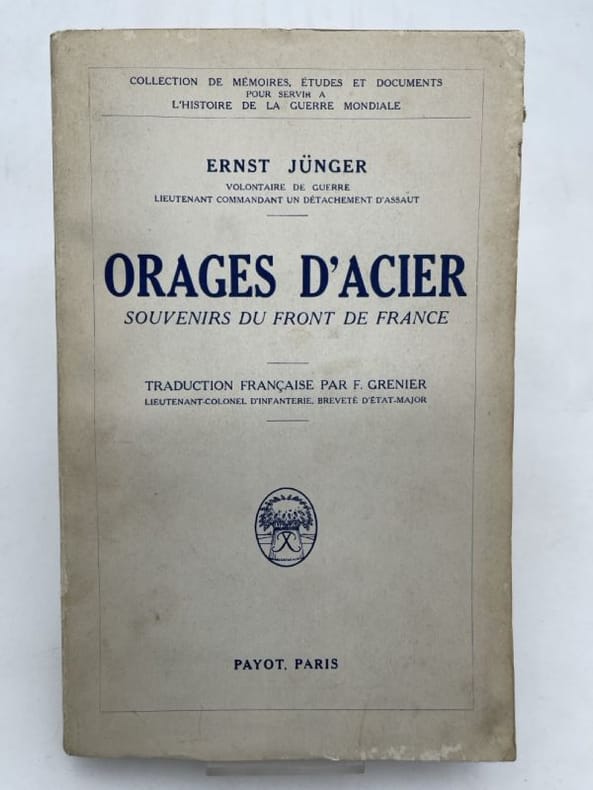 COLLECTION DE MÉMOIRES, ÉTUDES ET DOCUMENTS
POUR SERVIR A
L'HISTOIRE DE LA GUERRE MONDIALE
ERNST JÜNGER
VOLONTAIRE DE GUERRE
LIEUTENANT COMMANDANT UN DÉTACHEMENT D'ASSAUT
ORAGES D'ACIER
SOUVENIRS DU FRONT DE FRANCE
TRADUCTION FRANÇAISE PAR F. GRENIER
LIEUTENANT-COLONEL D'INFANTERIE, BREVETÉ D'ÉTAT-MAJOR
PAYOT, PARIS